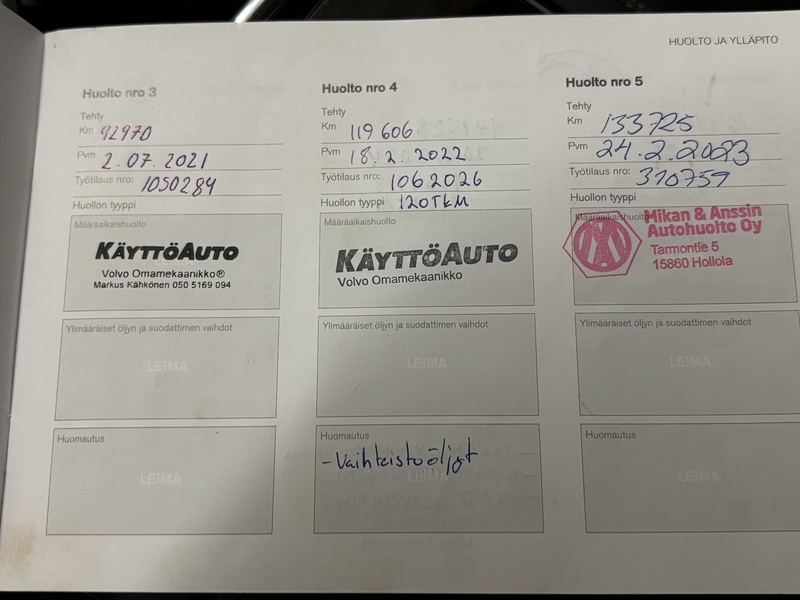 HUOLTO JA YLLÄPITO
Huolto nro 3
Tehty
Km 92970
Pvm 2.07.2021
Työtilaus nro: 1050284
Huollon tyyppi
Määräaikaishuolto
KÄYTTÖAUTO
Volvo Omamekaanikko®
Markus Kähkönen 050 5169 094
Ylimääräiset öljyn ja suodattimen vaihdot
LEIMA
Huomautus
LEIMA
Huolto nro 4
Tehty
Km 119 606
Pvm 18.2.2022
Työtilaus nro: 1062026
Huollon tyyppi 120TKM
Määräaikaishuolto
KÄYTTÖAUTO
Volvo Omamekaanikko
Ylimääräiset öljyn ja suodattimen vaihdot
LEIMA
Huomautus
- Vaihteistoöljyt
LEIMA
Huolto nro 5
Tehty
Km 133725
Pvm 24.2.2023
Työtilaus nro: 310759
Huollon tyyppi
Määräaikaishuolto
Mikan & Anssin
Autohuolto Oy
Tarmontie 5
15860 Hollola
Ylimääräiset öljyn ja suodattimen vaihdot
LEIMA
Huomautus
LEIMA